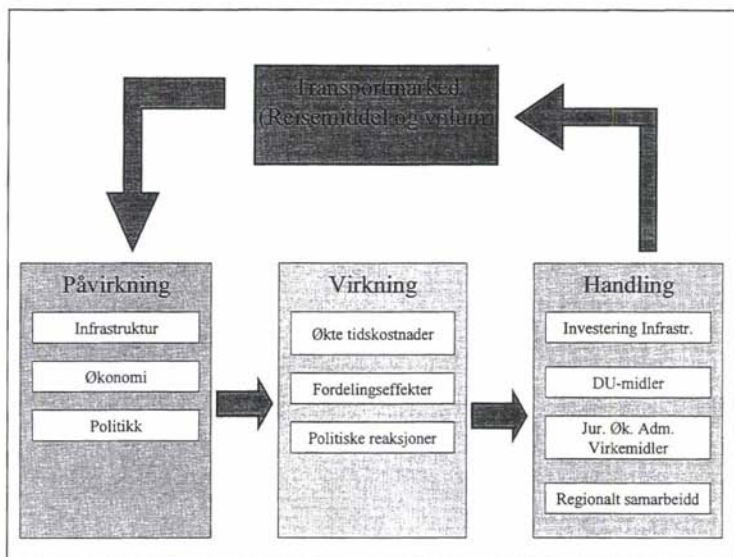 Transportmarked
(Reisemiddel og volum)
Påvirkning
Infrastruktur
Økonomi
Politikk
Virkning
Økte tidskostnader
Fordelingseffekter
Politiske reaksjoner
Handling
Investering Infrastr.
DU-midler
Jur. Øk. Adm.
Virkemidler
Regionalt samarbeidd